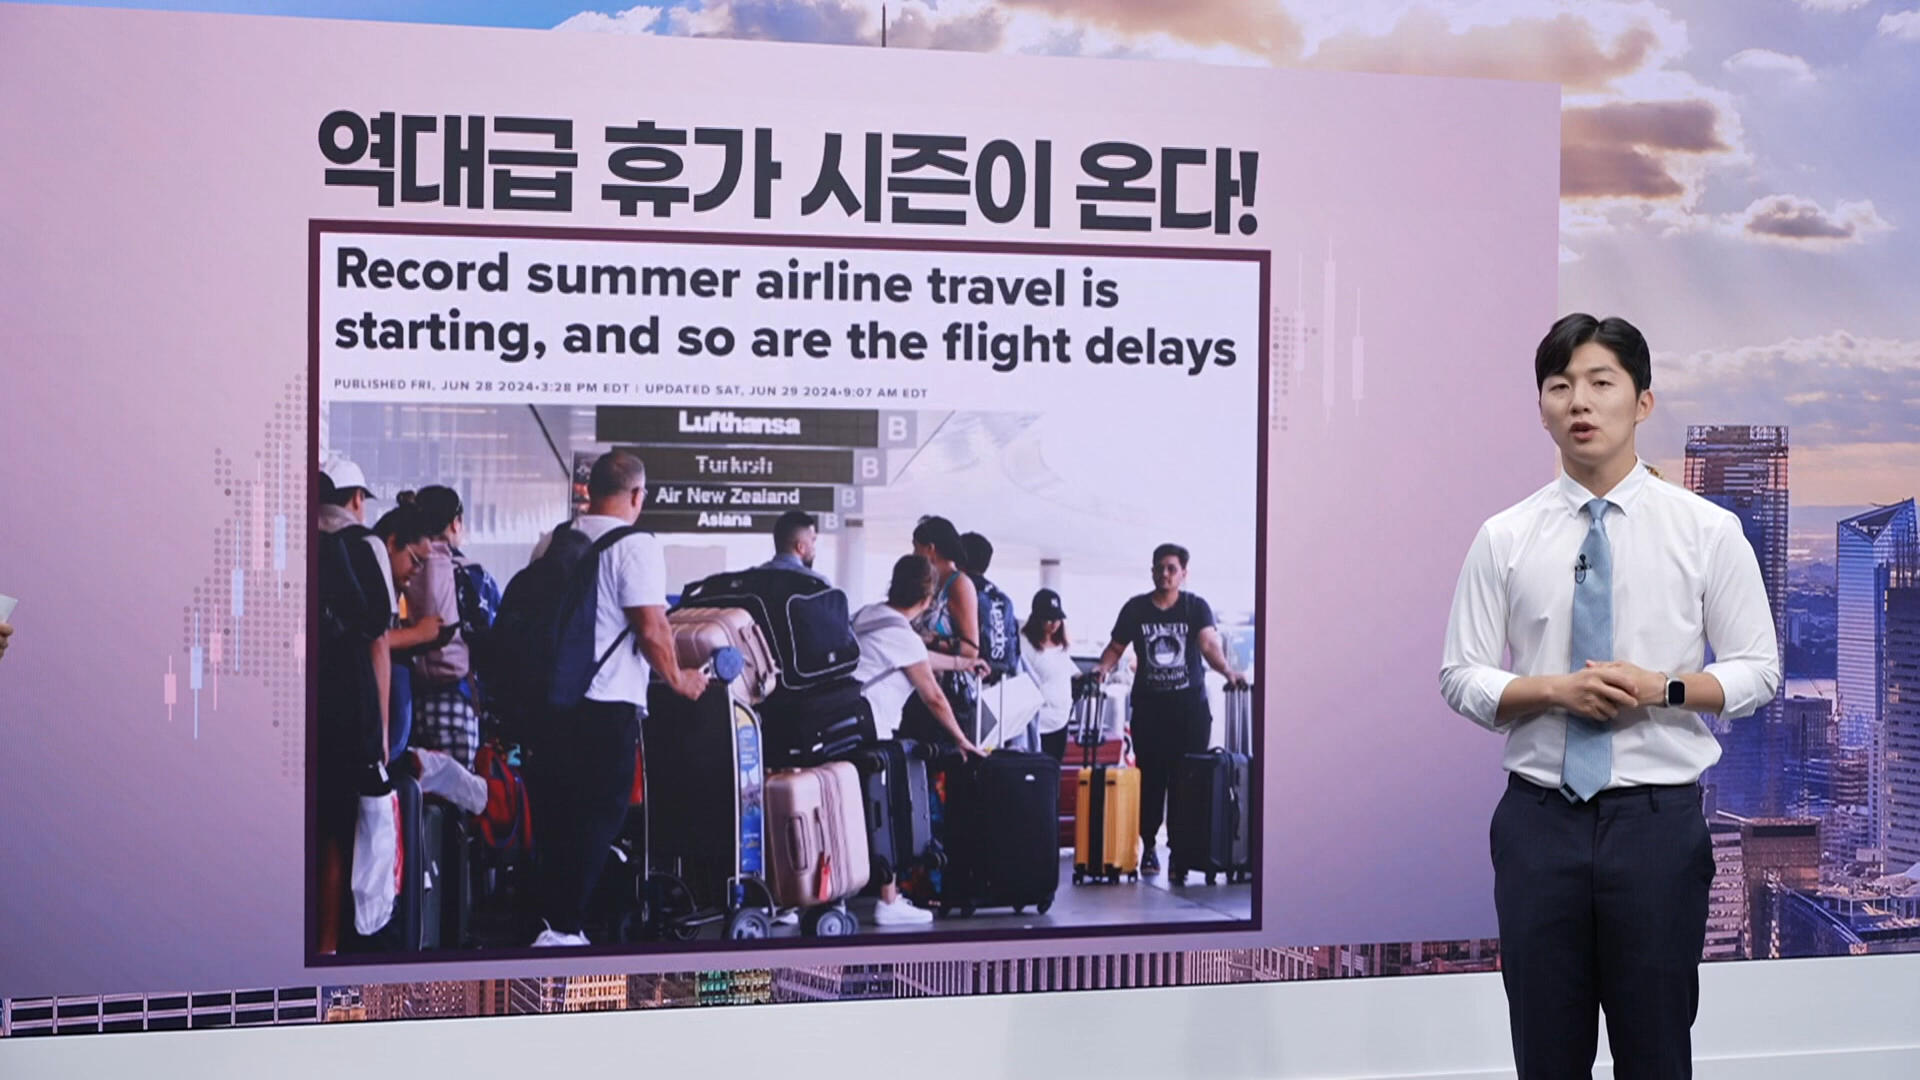 역대급 휴가 시즌이 온다!
Record summer airline travel is
starting, and so are the flight delays
PUBLISHED FRI, JUN 28 2024•3:28 PM EDT | UPDATED SAT, JUN 29 2024•9:07 AM EDT
Lufthansa B
Turkish B
Air New Zealand B
Asiana B
Superdry
WANTED